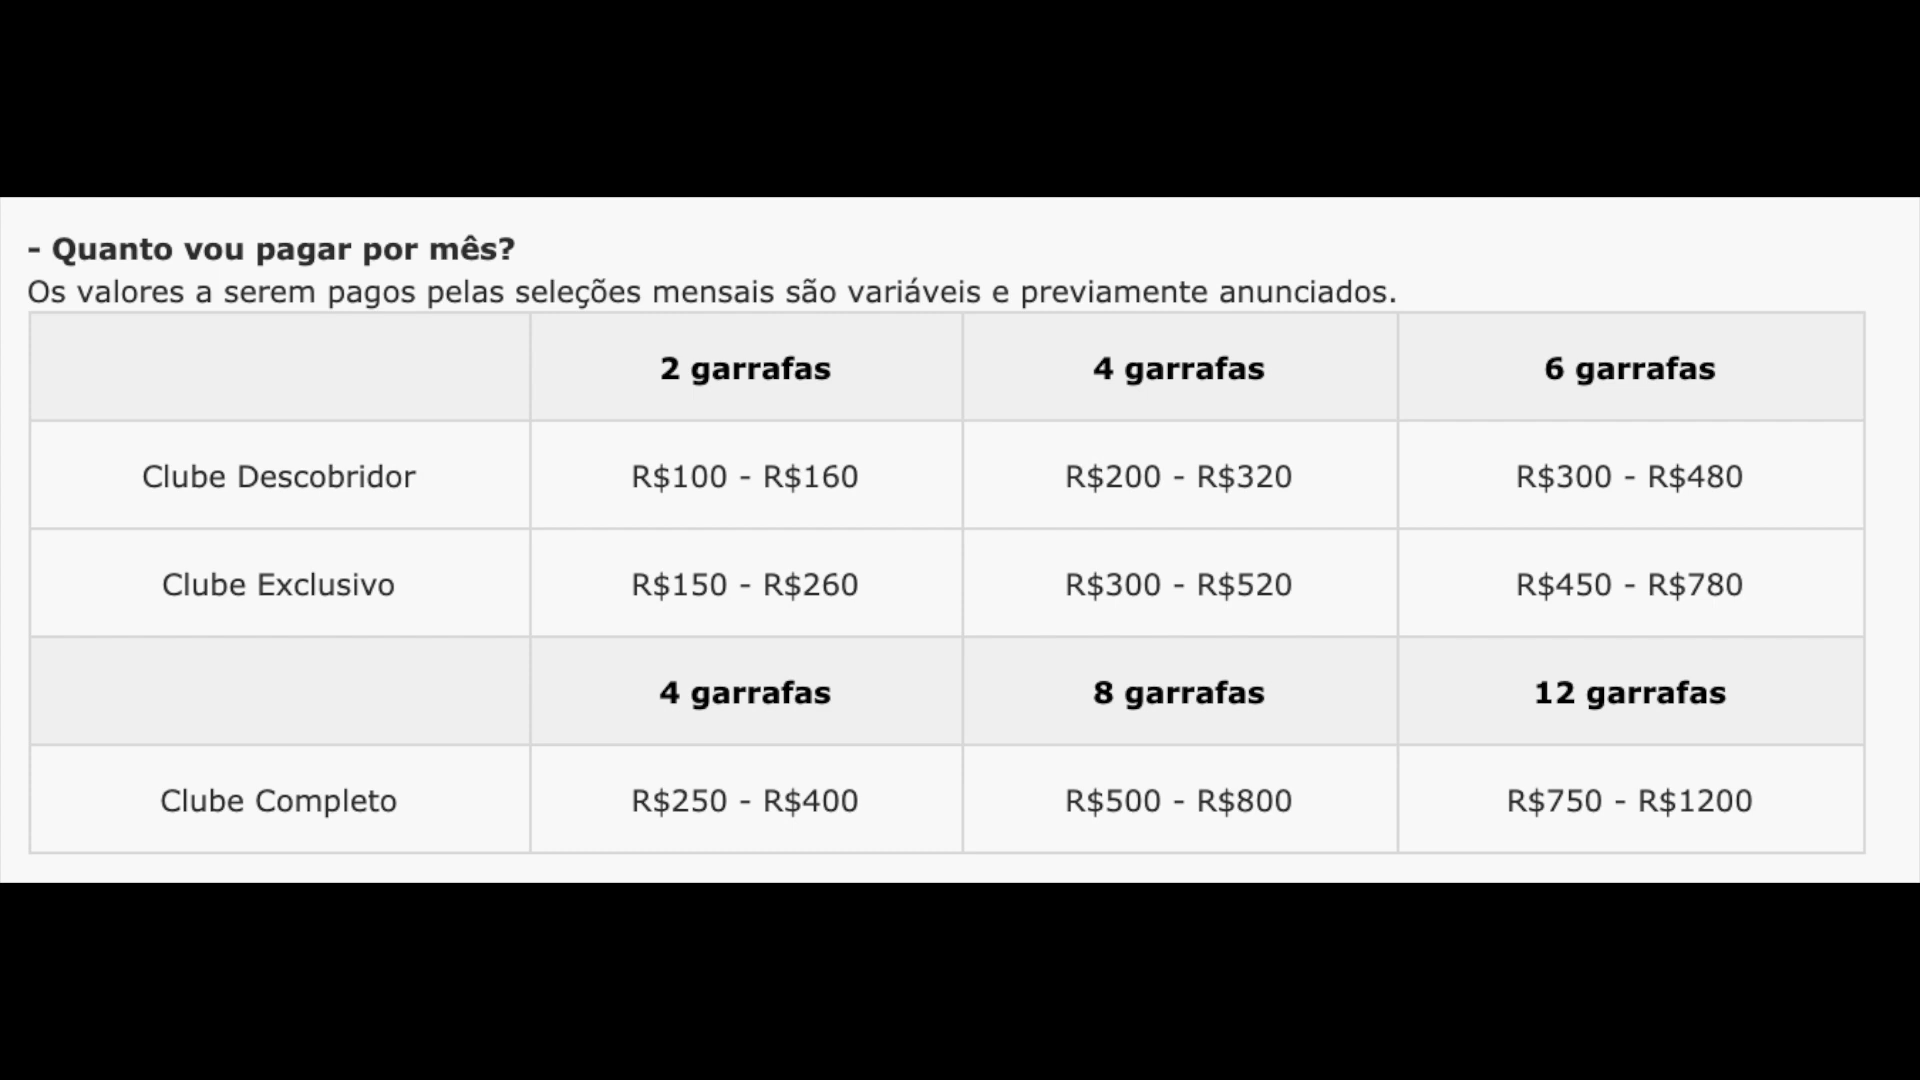 - Quanto vou pagar por mês?
Os valores a serem pagos pelas seleções mensais são variáveis e previamente anunciados.
2 garrafas 4 garrafas 6 garrafas
Clube Descobridor R$100 - R$160 R$200 - R$320 R$300 - R$480
Clube Exclusivo R$150 - R$260 R$300 - R$520 R$450 - R$780
4 garrafas 8 garrafas 12 garrafas
Clube Completo R$250 - R$400 R$500 - R$800 R$750 - R$1200